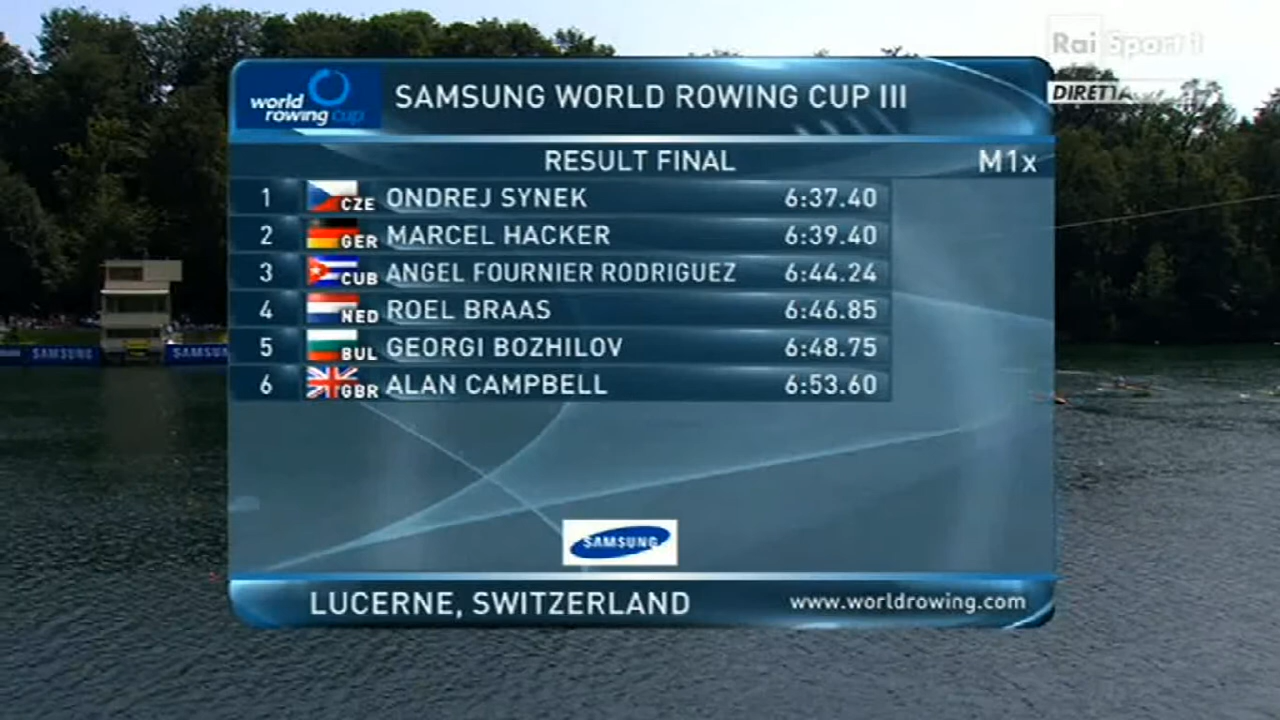 Rai Sport 1
DIRETTA
world
rowing cup
SAMSUNG WORLD ROWING CUP III
RESULT FINAL M1x
1 CZE ONDREJ SYNEK 6:37.40
2 GER MARCEL HACKER 6:39.40
3 CUB ANGEL FOURNIER RODRIGUEZ 6:44.24
4 NED ROEL BRAAS 6:46.85
5 BUL GEORGI BOZHILOV 6:48.75
6 GBR ALAN CAMPBELL 6:53.60
SAMSUNG SAMSU
SAMSUNG
LUCERNE, SWITZERLAND www.worldrowing.com